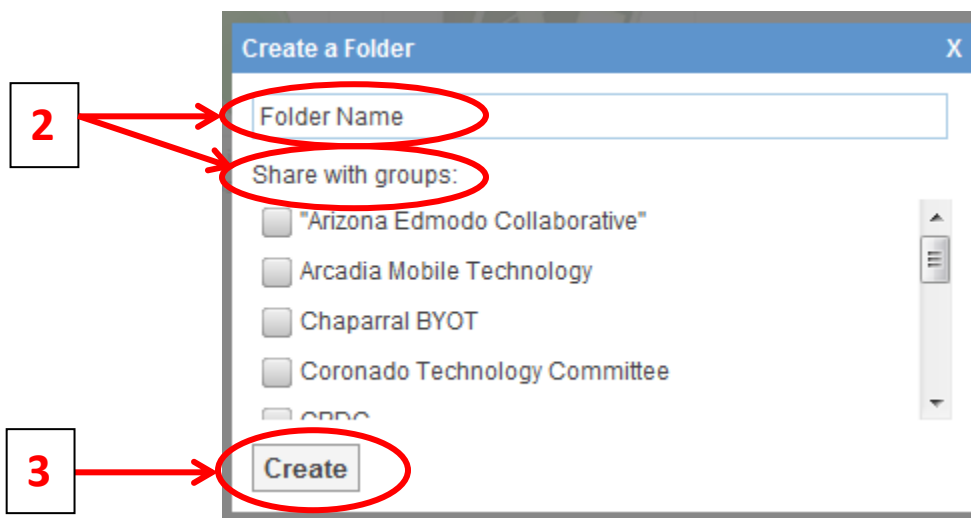 Create a Folder X
2
Folder Name
Share with groups:
"Arizona Edmodo Collaborative"
Arcadia Mobile Technology
Chaparral BYOT
Coronado Technology Committee
3
Create